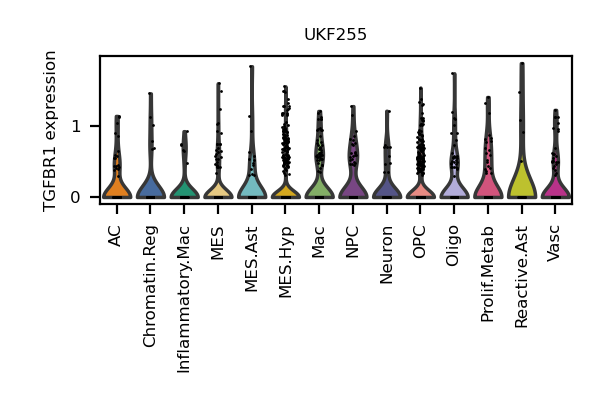 UKF255
TGFBR1 expression
1
0
AC
Chromatin.Reg
Inflammatory.Mac
MES
MES.Ast
MES.Hyp
Mac
NPC
Neuron
OPC
Oligo
Prolif.Metab
Reactive.Ast
Vasc